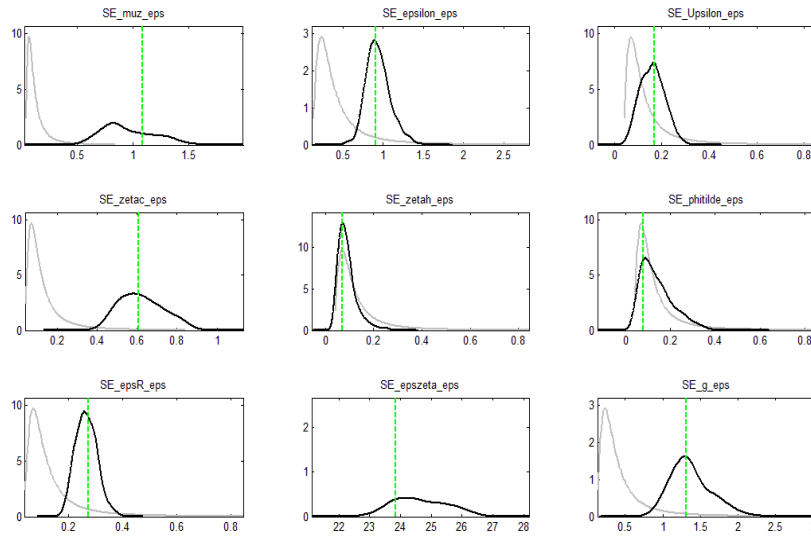 SE_muz_eps SE_epsilon_eps SE_Upsilon_eps
10 5 0
3 2 1 0
10 5 0
0.5 1 1.5
0.5 1 1.5 2 2.5
0 0.2 0.4 0.6 0.8
SE_zetac_eps SE_zetah_eps SE_phitilde_eps
10 5 0
10 5 0
10 5 0
0.2 0.4 0.6 0.8 1
0 0.2 0.4 0.6 0.8
0 0.2 0.4 0.6 0.8
SE_epsR_eps SE_epszeta_eps SE_g_eps
10 5 0
2 1 0
3 2 1 0
0.2 0.4 0.6 0.8
22 23 24 25 26 27 28
0.5 1 1.5 2 2.5